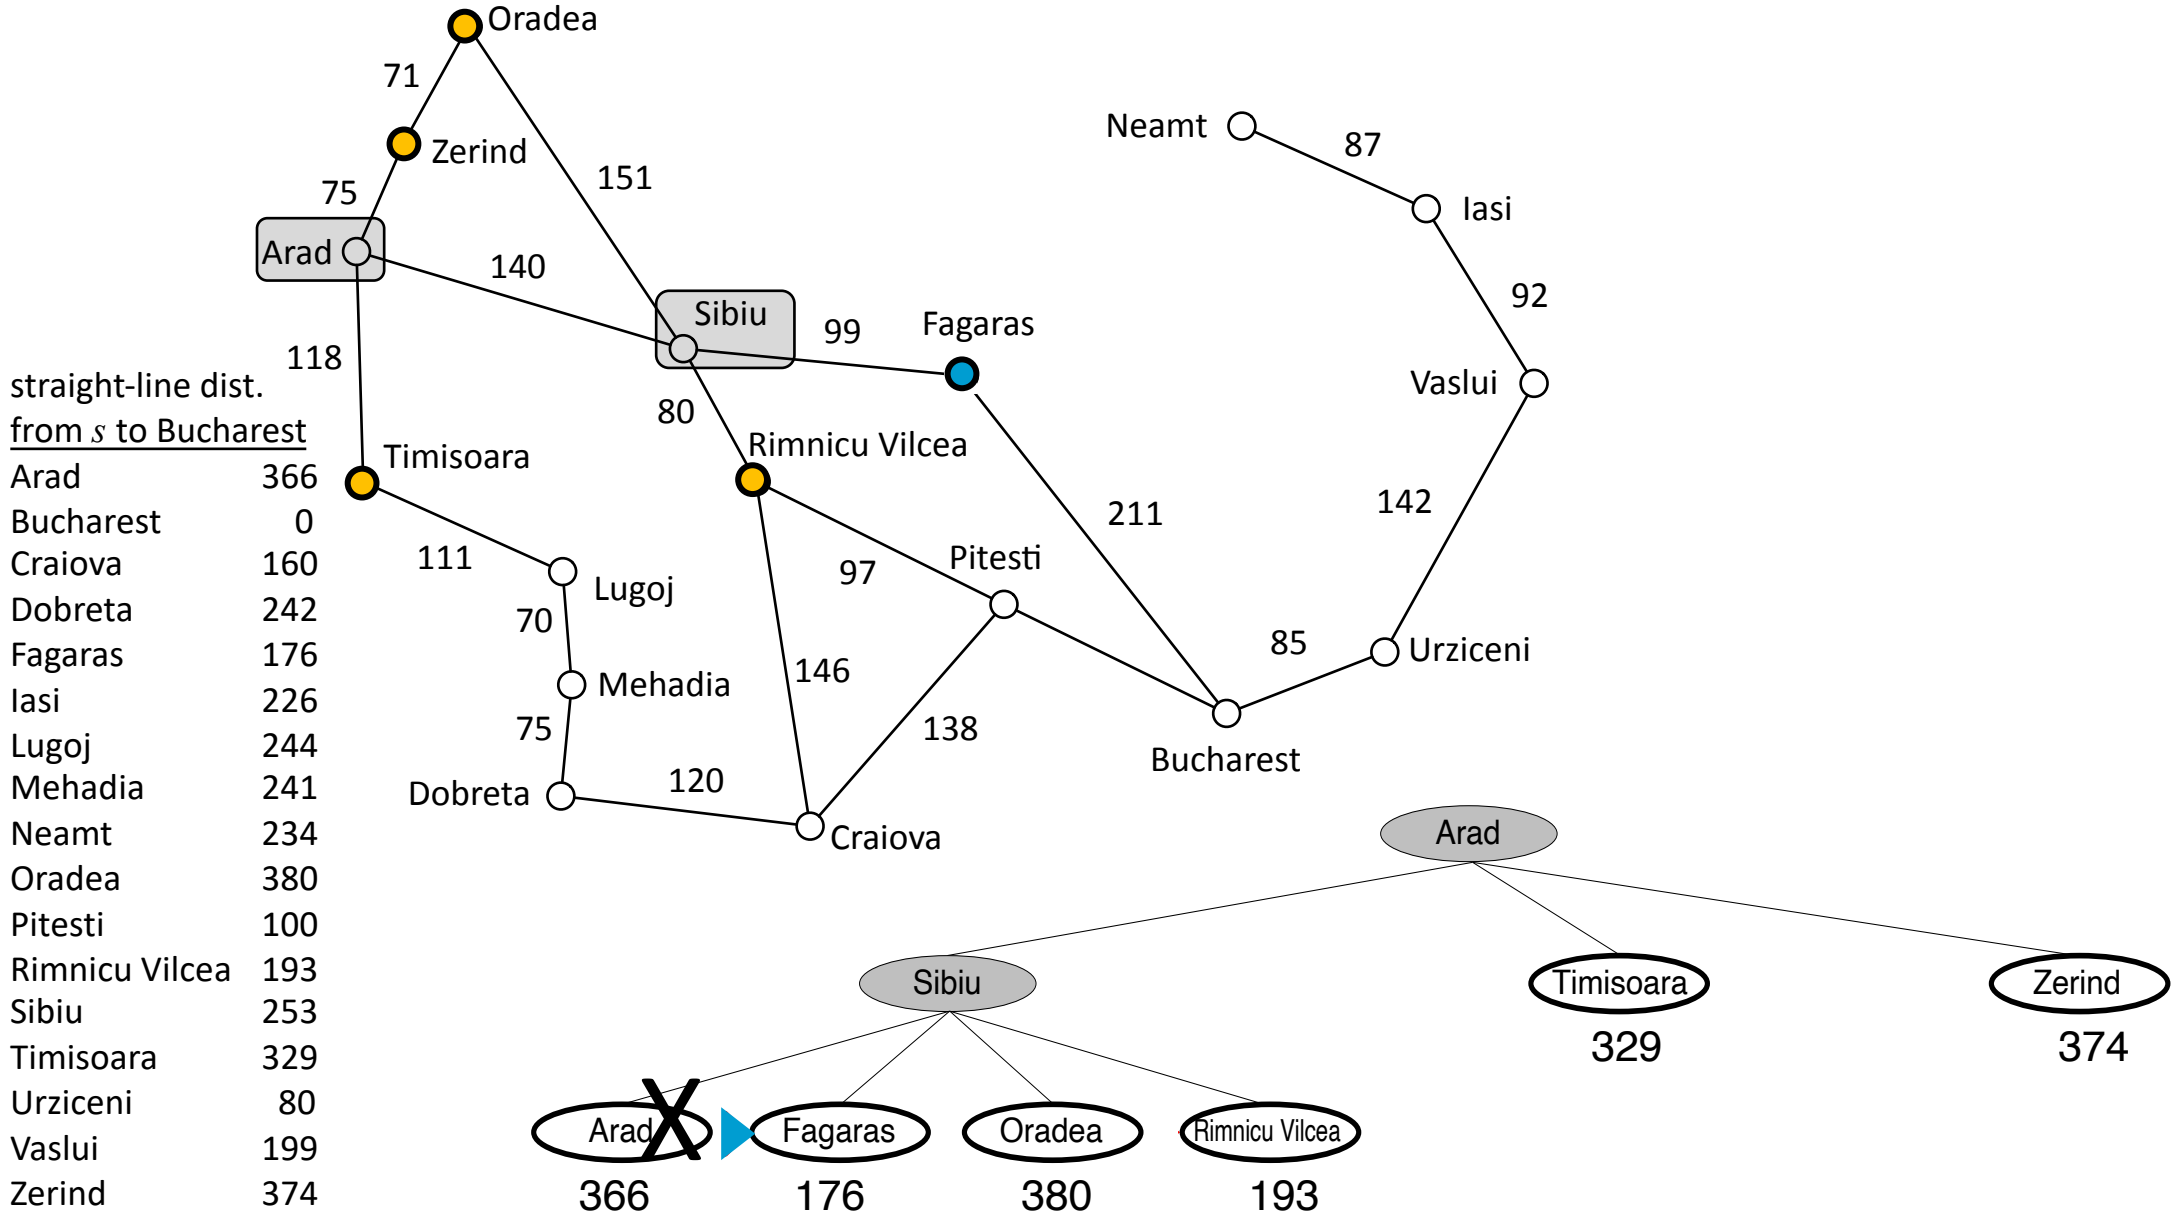 Oradea
71
Zerind
151
75
Arad
140
Sibiu
99
Fagaras
118
80
Neamt
87
Iasi
92
Vaslui
142
Timisoara
Rimnicu Vilcea
211
111
Lugoj
97
Pitesti
70
85
Urziceni
146
Mehadia
75
138
Bucharest
120
Dobreta
Craiova
straight-line dist.
from s to Bucharest
Arad 366
Bucharest 0
Craiova 160
Dobreta 242
Fagaras 176
Iasi 226
Lugoj 244
Mehadia 241
Neamt 234
Oradea 380
Pitesti 100
Rimnicu Vilcea 193
Sibiu 253
Timisoara 329
Urziceni 80
Vaslui 199
Zerind 374
Arad
Sibiu Timisoara Zerind
329 374
Arad X Fagaras Oradea Rimnicu Vilcea
366 176 380 193